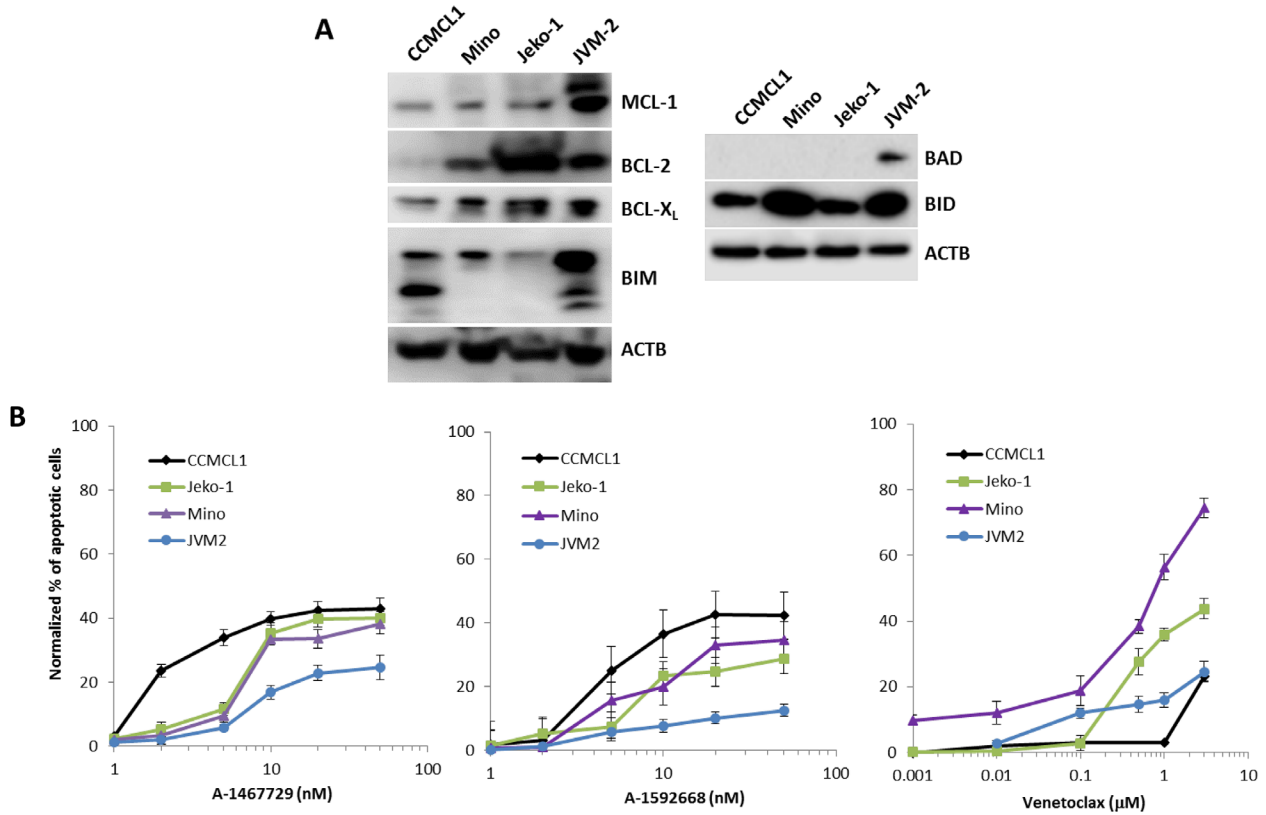 A
CCMCL1 Mino Jeko-1 JVM-2
MCL-1
BCL-2
BCL-XL
BIM
ACTB
CCMCL1 Mino Jeko-1 JVM-2
BAD
BID
ACTB
B
Normalized % of apoptotic cells
100
80
60
40
20
0
1 10 100
CCMCL1
Jeko-1
Mino
JVM2
A-1467729 (nM)
100
80
60
40
20
0
1 10 100
CCMCL1
Jeko-1
Mino
JVM2
A-1592668 (nM)
100
80
60
40
20
0
0.001 0.01 0.1 1 10
CCMCL1
Jeko-1
Mino
JVM2
Venetoclax (μM)